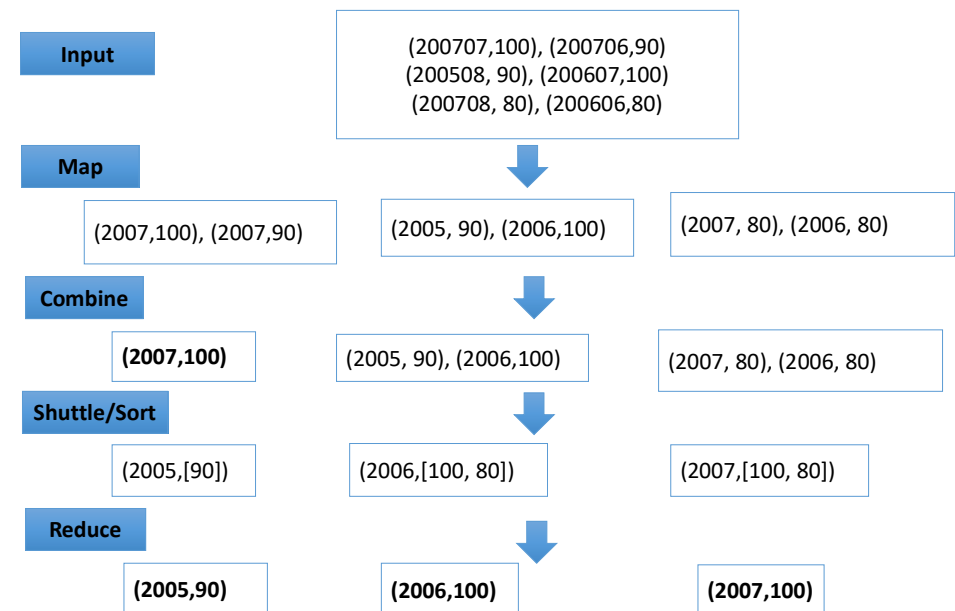 Input
(200707,100), (200706,90)
(200508, 90), (200607,100)
(200708, 80), (200606,80)
Map
(2007,100), (2007,90)
(2005, 90), (2006,100)
(2007, 80), (2006, 80)
Combine
(2007,100)
(2005, 90), (2006,100)
(2007, 80), (2006, 80)
Shuttle/Sort
(2005,[90])
(2006,[100, 80])
(2007,[100, 80])
Reduce
(2005,90)
(2006,100)
(2007,100)